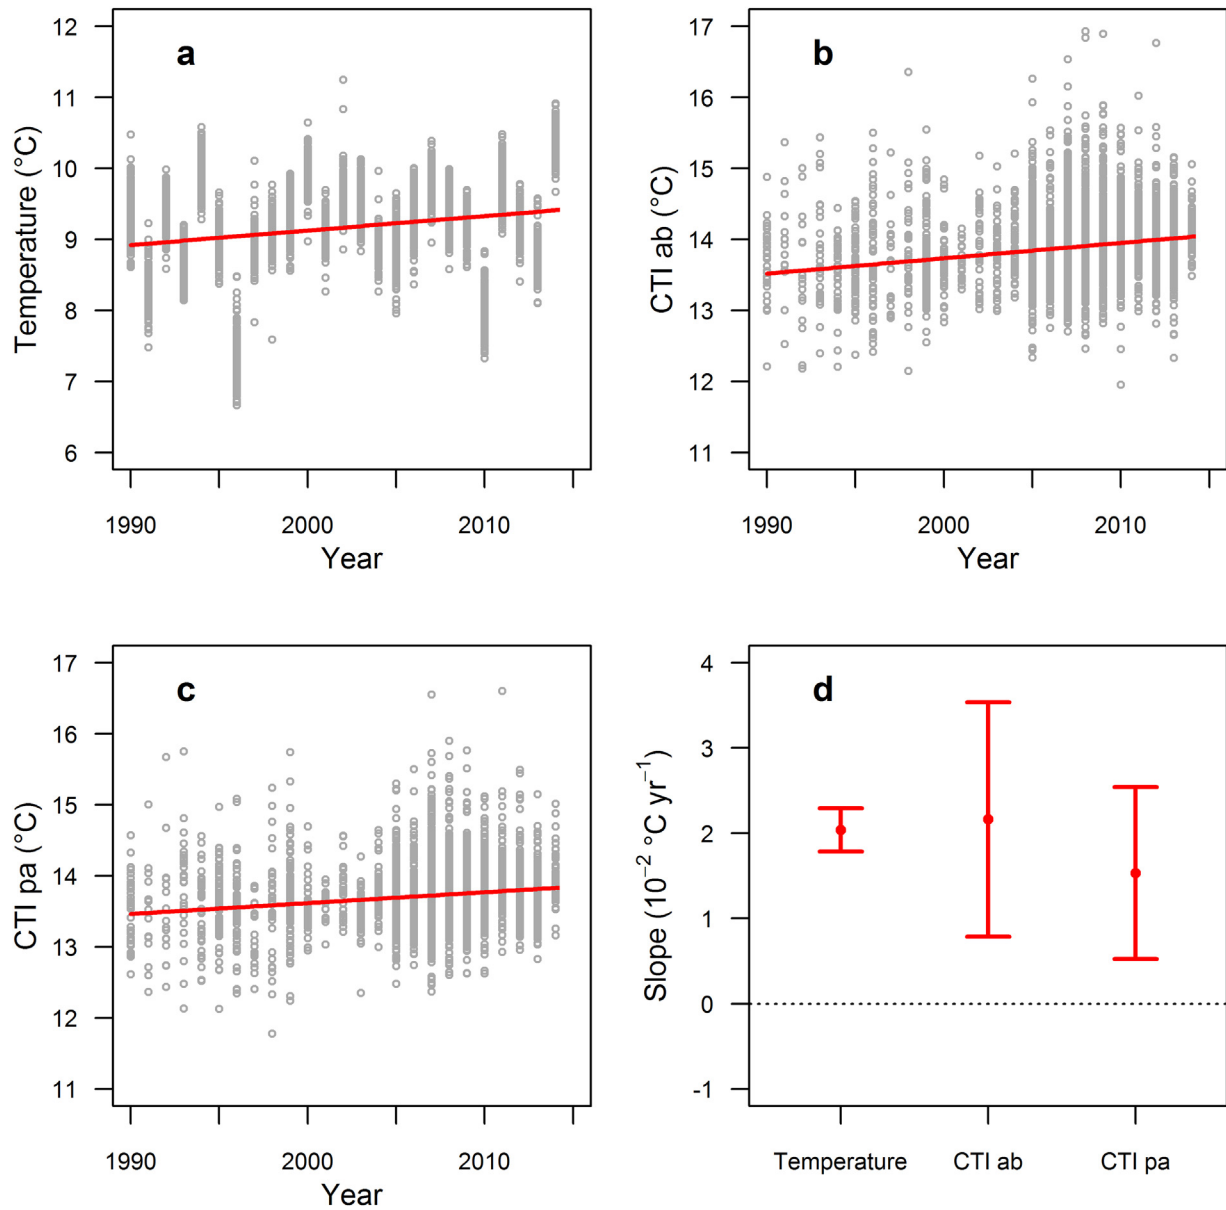 a
Temperature (°C)
12
11
10
9
8
7
6
1990
2000
2010
Year
b
CTI ab (°C)
17
16
15
14
13
12
11
1990
2000
2010
Year
c
CTI pa (°C)
17
16
15
14
13
12
11
1990
2000
2010
Year
d
Slope (10⁻² °C yr⁻¹)
4
3
2
1
0
-1
Temperature
CTI ab
CTI pa